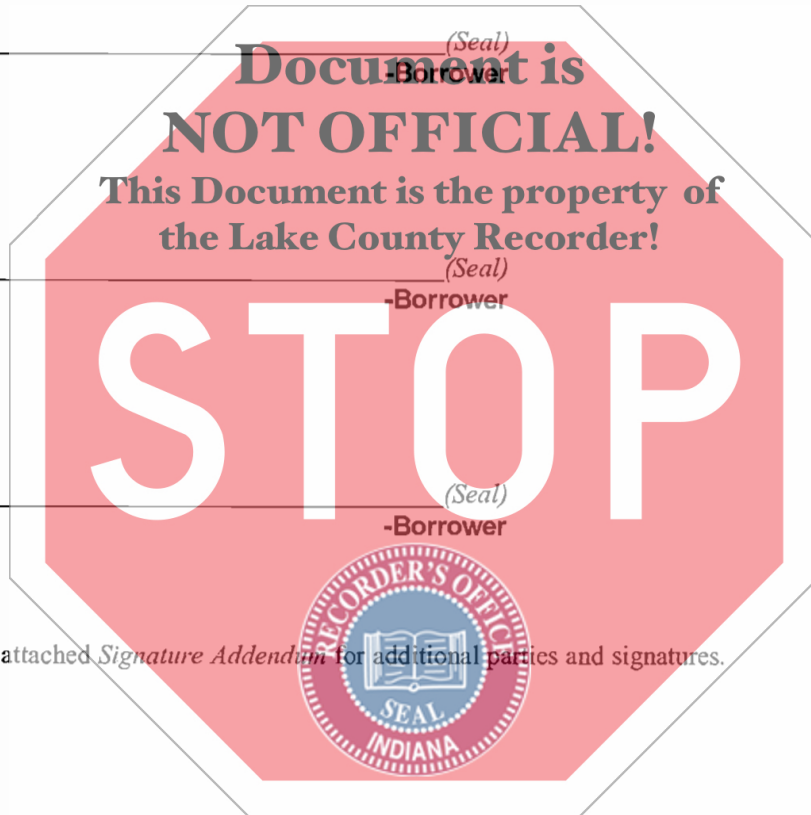 (Seal)
Document is
-Borrower
NOT OFFICIAL!
This Document is the property of
the Lake County Recorder!
(Seal)
-Borrower
STOP
(Seal)
-Borrower
RECORDER'S OFFICE
attached Signature Addendum for additional parties and signatures.
SEAL
INDIANA